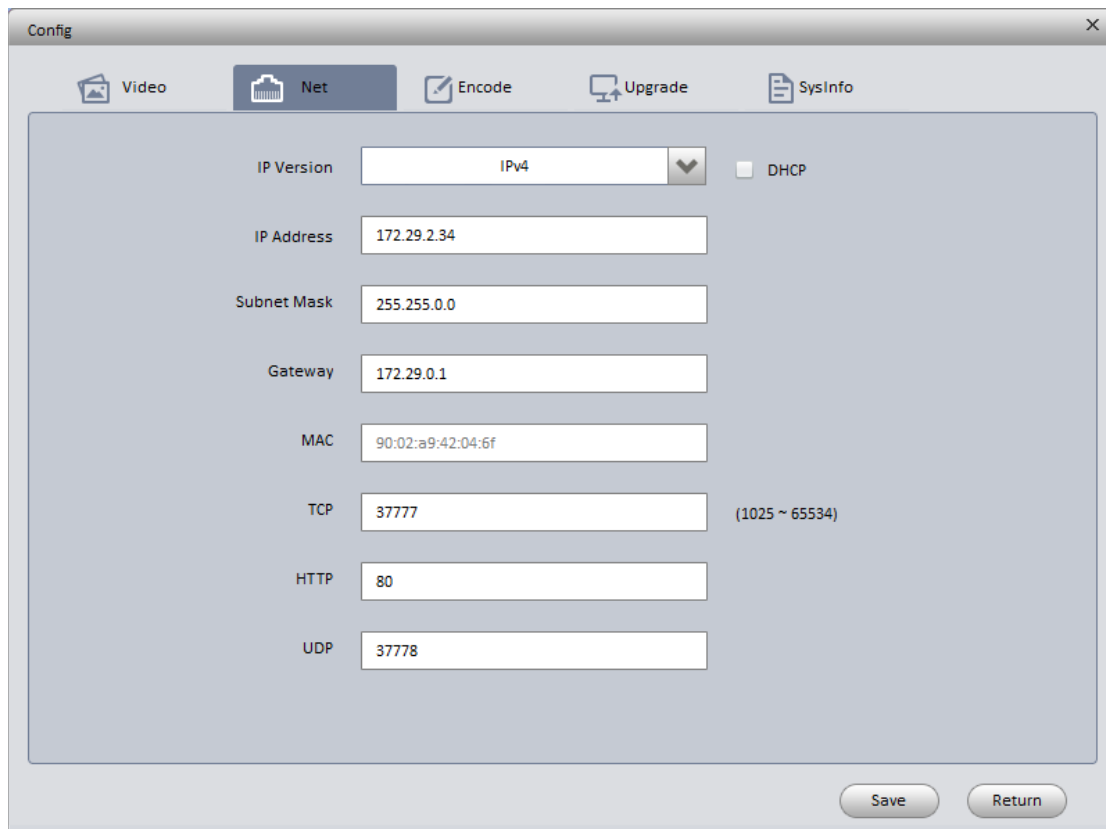 Config
Video Net Encode Upgrade SysInfo
IP Version IPv4 DHCP
IP Address 172.29.2.34
Subnet Mask 255.255.0.0
Gateway 172.29.0.1
MAC 90:02:a9:42:04:6f
TCP 37777 (1025 ~ 65534)
HTTP 80
UDP 37778
Save Return